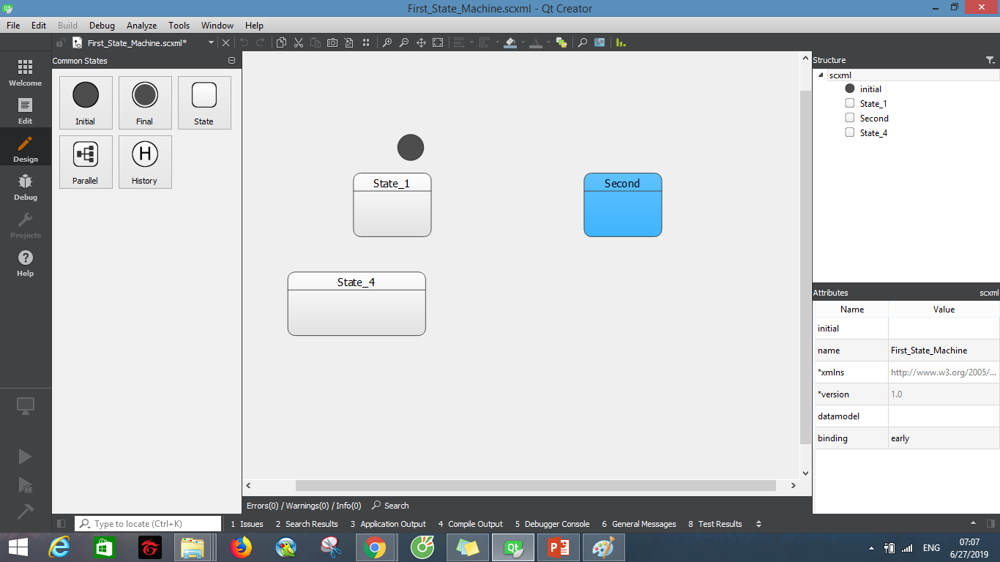 First_State_Machine.scxml - Qt Creator
File Edit Build Debug Analyze Tools Window Help
First_State_Machine.scxml*
Welcome
Edit
Design
Debug
Projects
Help
Common States
Initial Final State
Parallel History
H
State_1
Second
State_4
Structure
scxml
initial
State_1
Second
State_4
Attributes scxml
Name Value
initial
name First_State_Machine
*xmlns http://www.w3.org/2005/...
*version 1.0
datamodel
binding early
Errors(0) / Warnings(0) / Info(0) Search
Type to locate (Ctrl+K) 1 Issues 2 Search Results 3 Application Output 4 Compile Output 5 Debugger Console 6 General Messages 8 Test Results
ENG
07:07
6/27/2019